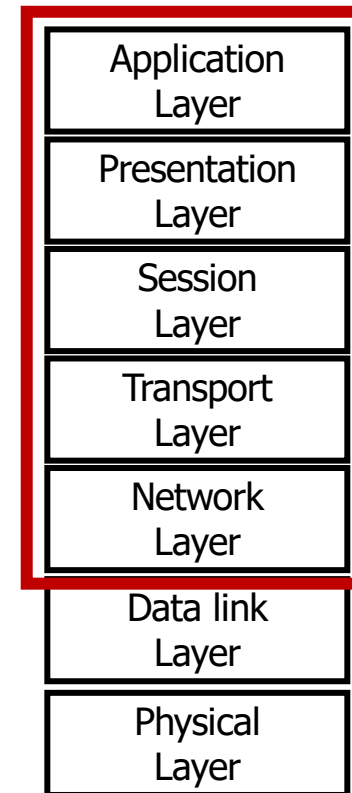 Application
Layer
Presentation
Layer
Session
Layer
Transport
Layer
Network
Layer
Data link
Layer
Physical
Layer